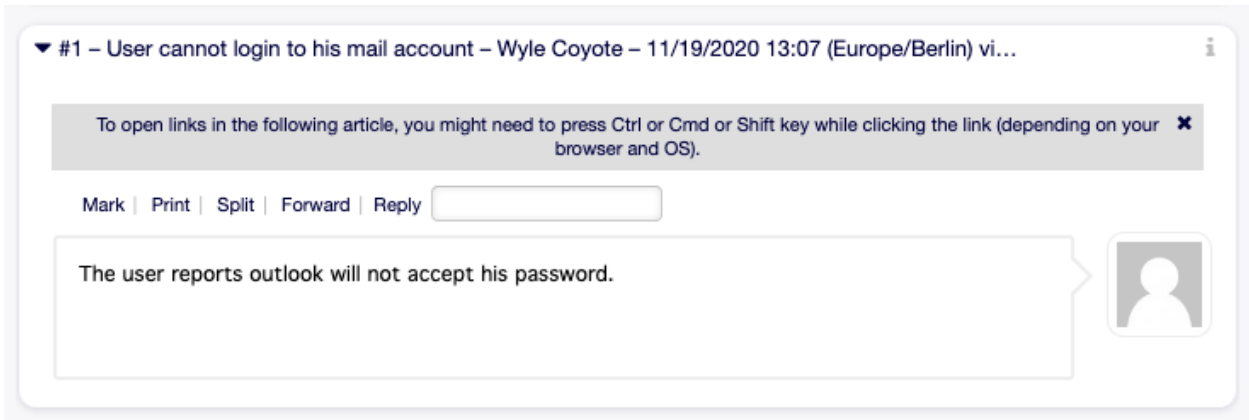 #1 – User cannot login to his mail account – Wyle Coyote – 11/19/2020 13:07 (Europe/Berlin) vi…
To open links in the following article, you might need to press Ctrl or Cmd or Shift key while clicking the link (depending on your
browser and OS).
Mark | Print | Split | Forward | Reply
The user reports outlook will not accept his password.